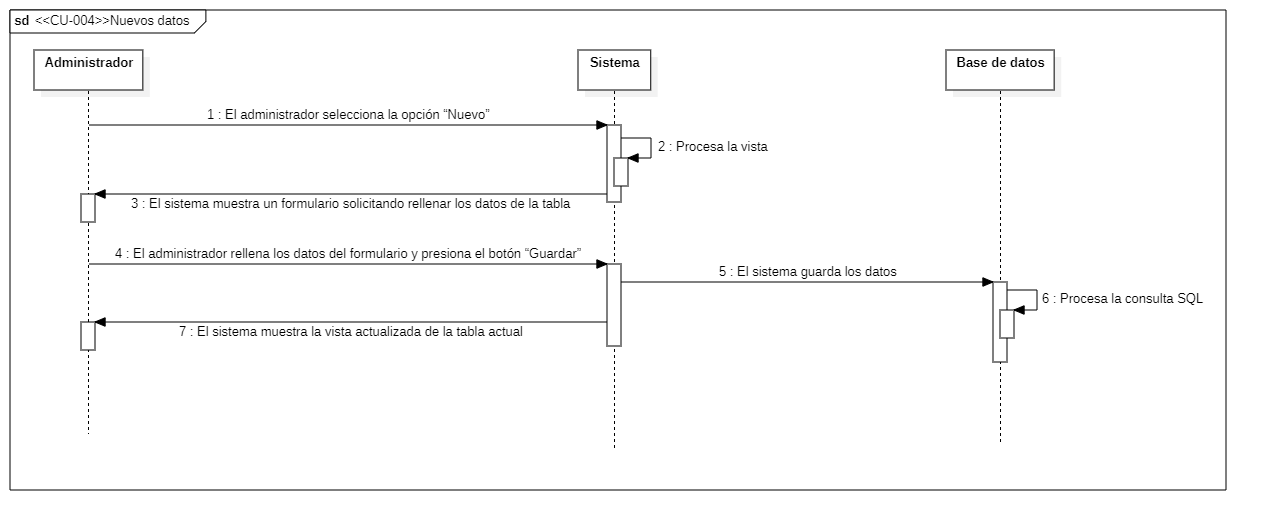 sd <<CU-004>>Nuevos datos
Administrador
Sistema
Base de datos
1 : El administrador selecciona la opción “Nuevo”
2 : Procesa la vista
3 : El sistema muestra un formulario solicitando rellenar los datos de la tabla
4 : El administrador rellena los datos del formulario y presiona el botón “Guardar”
5 : El sistema guarda los datos
6 : Procesa la consulta SQL
7 : El sistema muestra la vista actualizada de la tabla actual